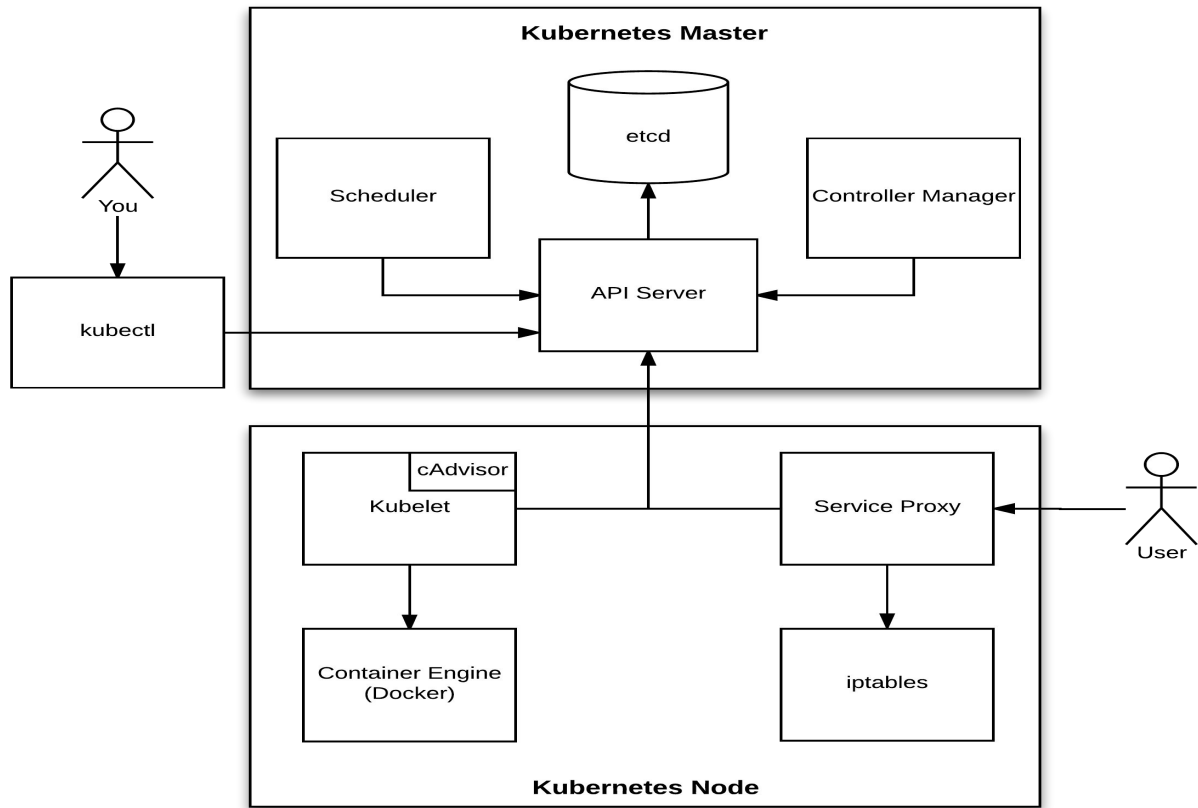 Kubernetes Master
etcd
Scheduler
Controller Manager
You
API Server
kubectl
cAdvisor
Kubelet
Service Proxy
User
Container Engine
(Docker)
iptables
Kubernetes Node